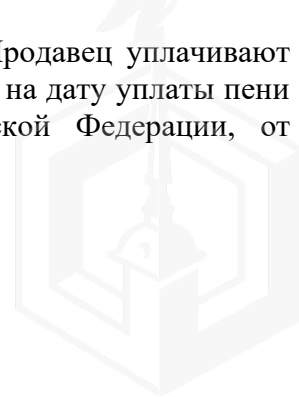 Продавец уплачивают
на дату уплаты пени
ской Федерации, от